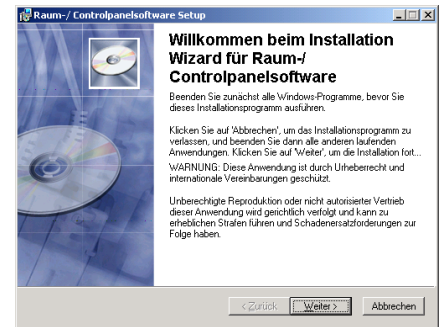 Raum-/ Controlpanelsoftware Setup
Willkommen beim Installation
Wizard für Raum-/
Controlpanelsoftware
Beenden Sie zunächst alle Windows-Programme, bevor Sie
dieses Installationsprogramm ausführen.
Klicken Sie auf 'Abbrechen', um das Installationsprogramm zu
verlassen, und beenden Sie dann alle anderen laufenden
Anwendungen. Klicken Sie auf 'Weiter', um die Installation fort...
WARNUNG: Diese Anwendung ist durch Urheberrecht und
internationale Vereinbarungen geschützt.
Unberechtigte Reproduktion oder nicht autorisierter Vertrieb
dieser Anwendung wird gerichtlich verfolgt und kann zu
erheblichen Strafen führen und Schadenersatzforderungen zur
Folge haben.
< Zurück Weiter > Abbrechen